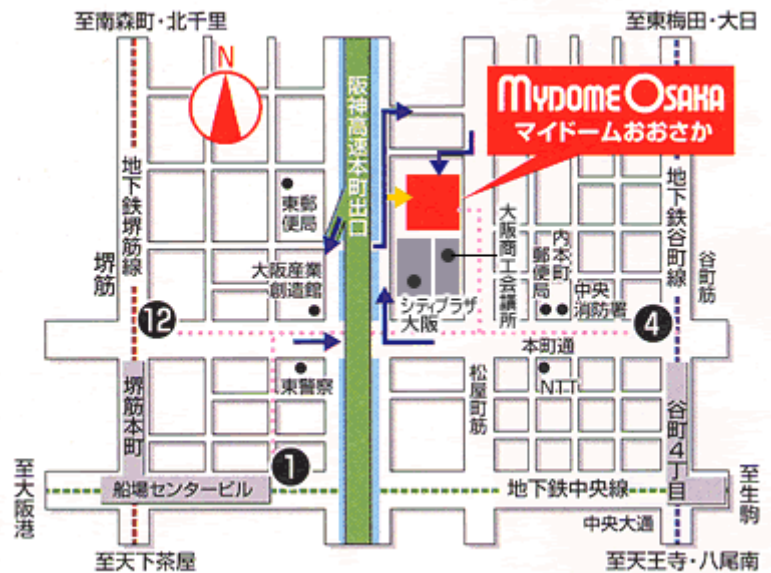 至南森町・北千里
至東梅田・大日
N
MYDOME OSAKA
マイドームおおさか
阪神高速本町出口
地下鉄堺筋線
堺筋
東郵
便局
大阪産業
創造館
大阪商工会議所
内本町
郵便局
中央
消防署
地下鉄谷町線
谷町筋
シティプラザ
大阪
12
4
本町通
東警察
NTT
松屋町筋
堺筋本町
谷町4丁目
1
至大阪港
船場センタービル
地下鉄中央線
至生駒
中央大通
至天下茶屋
至天王寺・八尾南